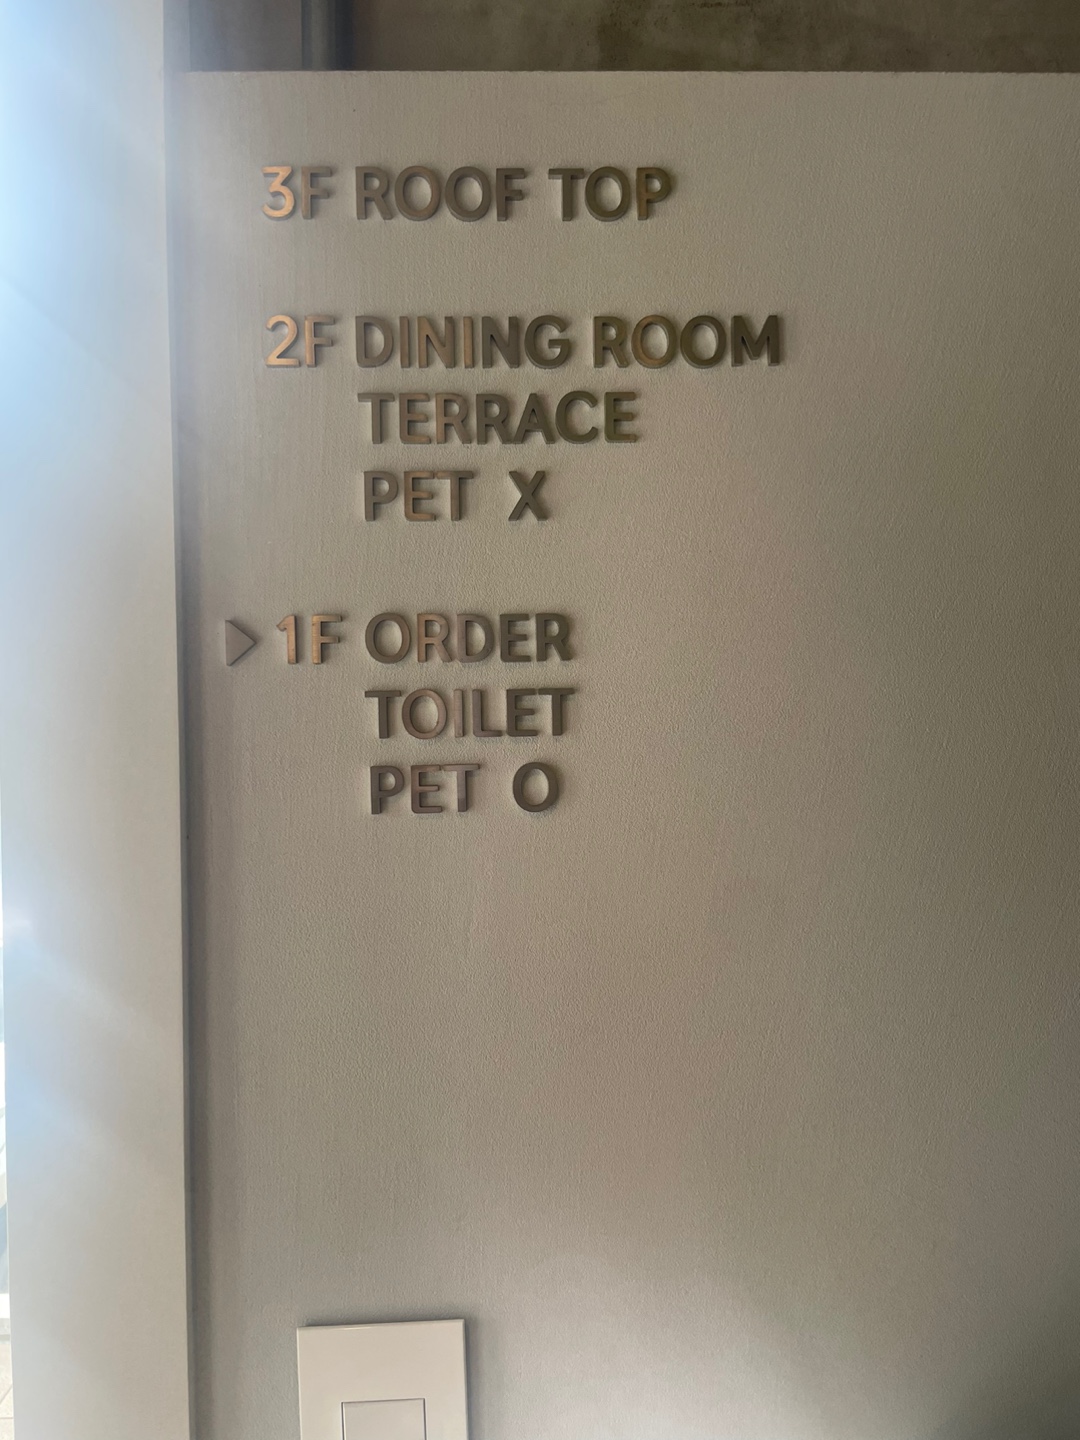 3F ROOF TOP
2F DINING ROOM
TERRACE
PET X
▶ 1F ORDER
TOILET
PET O